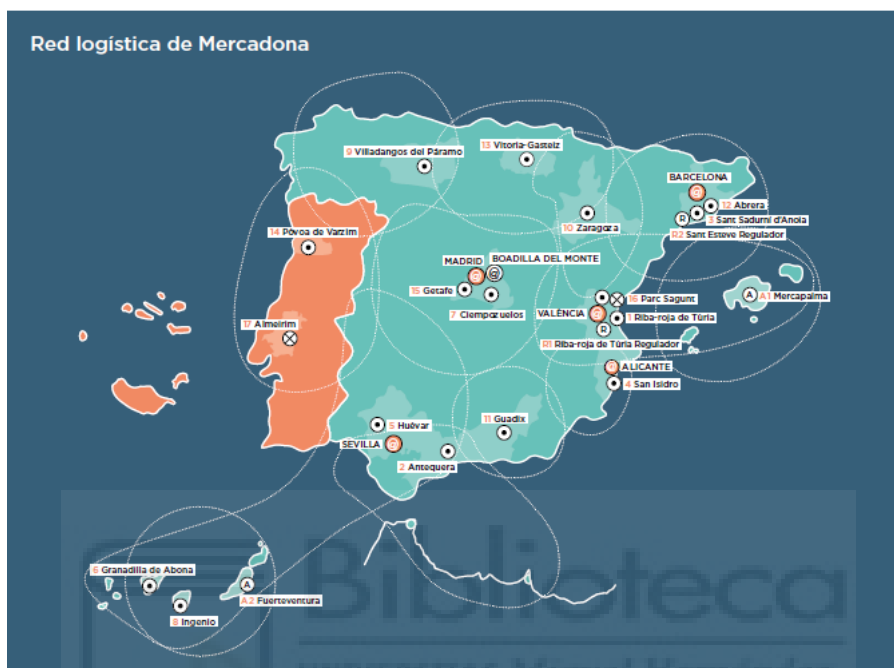 Red logística de Mercadona
9 Villadangos del Páramo
13 Vitoria-Gasteiz
BARCELONA
12 Abrera
3 Sant Sadurní d'Anoia
R
R2 Sant Esteve Regulador
10 Zaragoza
14 Póvoa de Varzim
MADRID
BOADILLA DEL MONTE
15 Getafe
7 Ciempozuelos
16 Parc Sagunt
A
A1 Mercapalma
VALÈNCIA
1 Riba-roja de Túria
R
R1 Riba-roja de Túria Regulador
17 Almeirim
ALICANTE
4 San Isidro
11 Guadix
5 Huévar
SEVILLA
2 Antequera
6 Granadilla de Abona
A
A2 Fuerteventura
8 Ingenio
Biblioteca